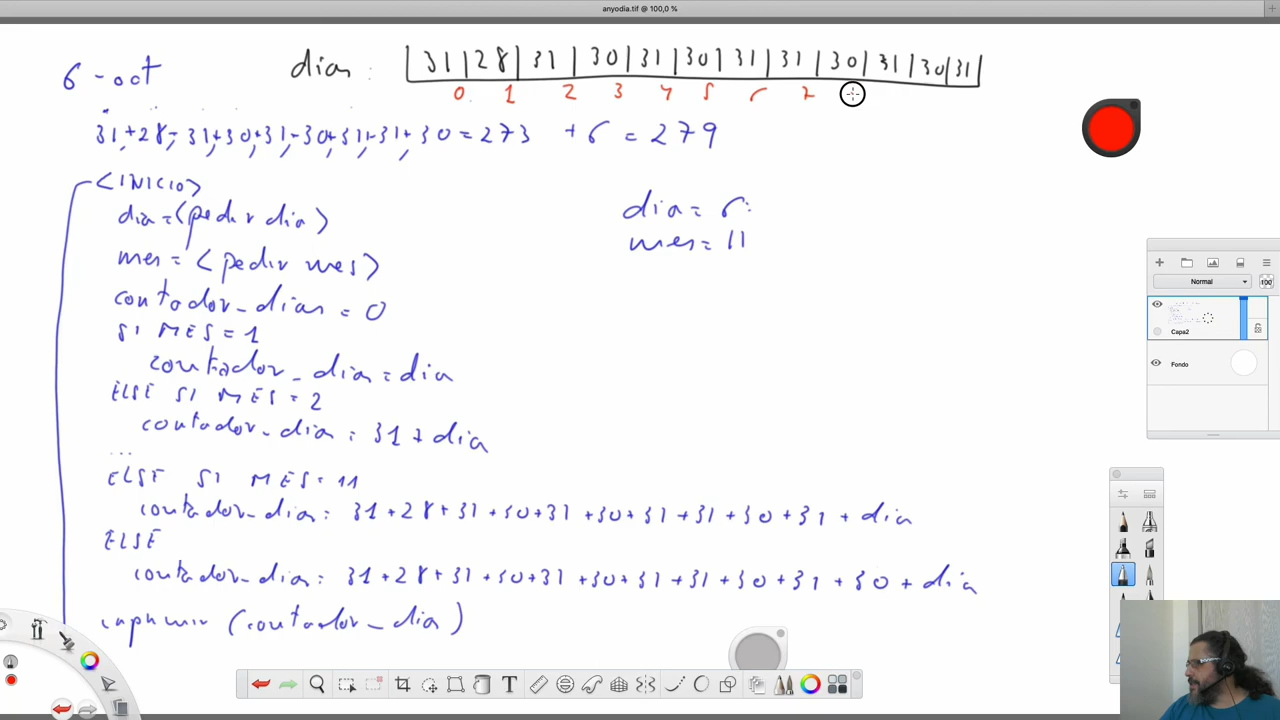 anyodia.tif @ 100,0 %
6 - oct
dias : |31|28|31|30|31|30|31|31|30|31|30|31|
0 1 2 3 4 5 6 7
31+28+31+30+31+30+31+31+30 = 273 + 6 = 279
<INICIO>
dia = <pedir dia>
mes = <pedir mes>
contador_dias = 0
SI MES = 1
contador_dia = dia
ELSE SI MES = 2
contador_dia = 31 + dia
...
ELSE SI MES = 11
contador_dia = 31+28+31+30+31+30+31+31+30+31+dia
ELSE
contador_dia = 31+28+31+30+31+30+31+31+30+31+30+dia
imprimir (contador_dia)
dia = 6
mes = 11
Normal
100
Capa2
Fondo